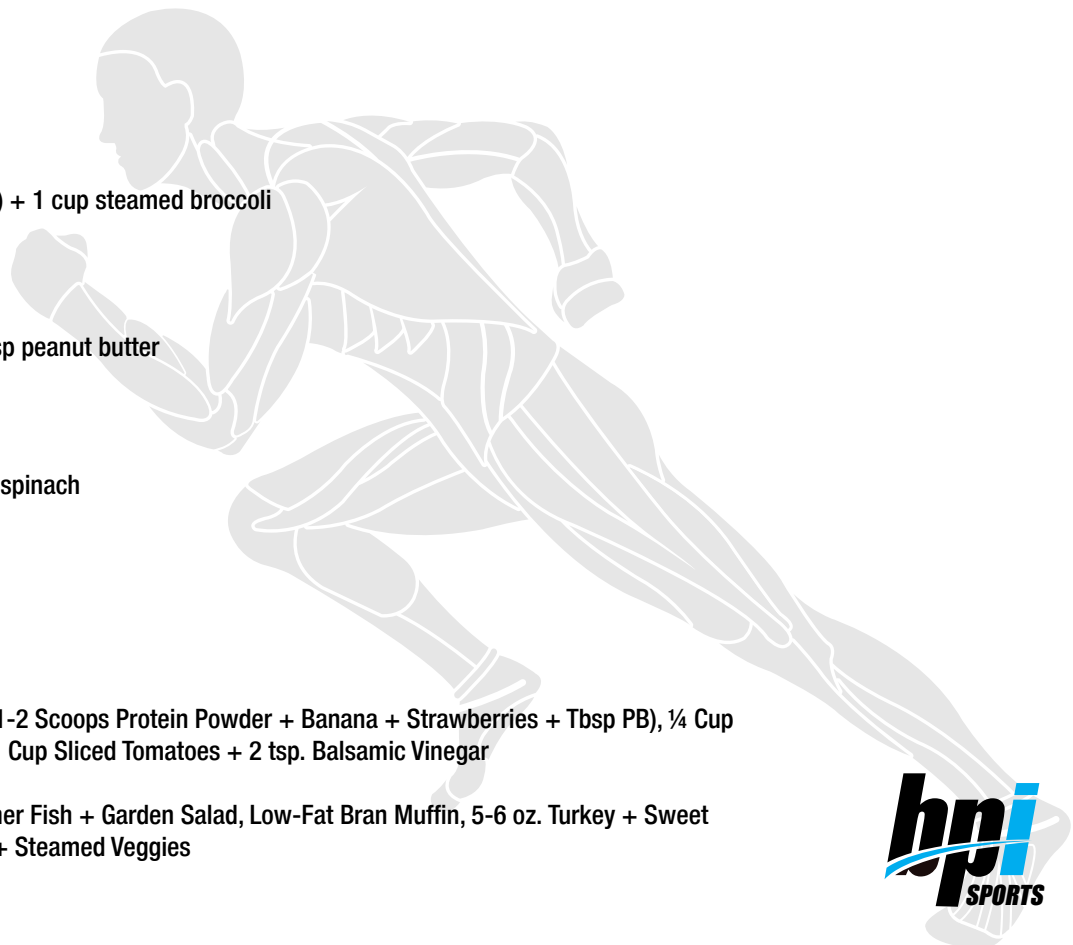 ) + 1 cup steamed broccoli
sp peanut butter
spinach
1-2 Scoops Protein Powder + Banana + Strawberries + Tbsp PB), ¼ Cup
Cup Sliced Tomatoes + 2 tsp. Balsamic Vinegar
her Fish + Garden Salad, Low-Fat Bran Muffin, 5-6 oz. Turkey + Sweet
+ Steamed Veggies
bpi
SPORTS